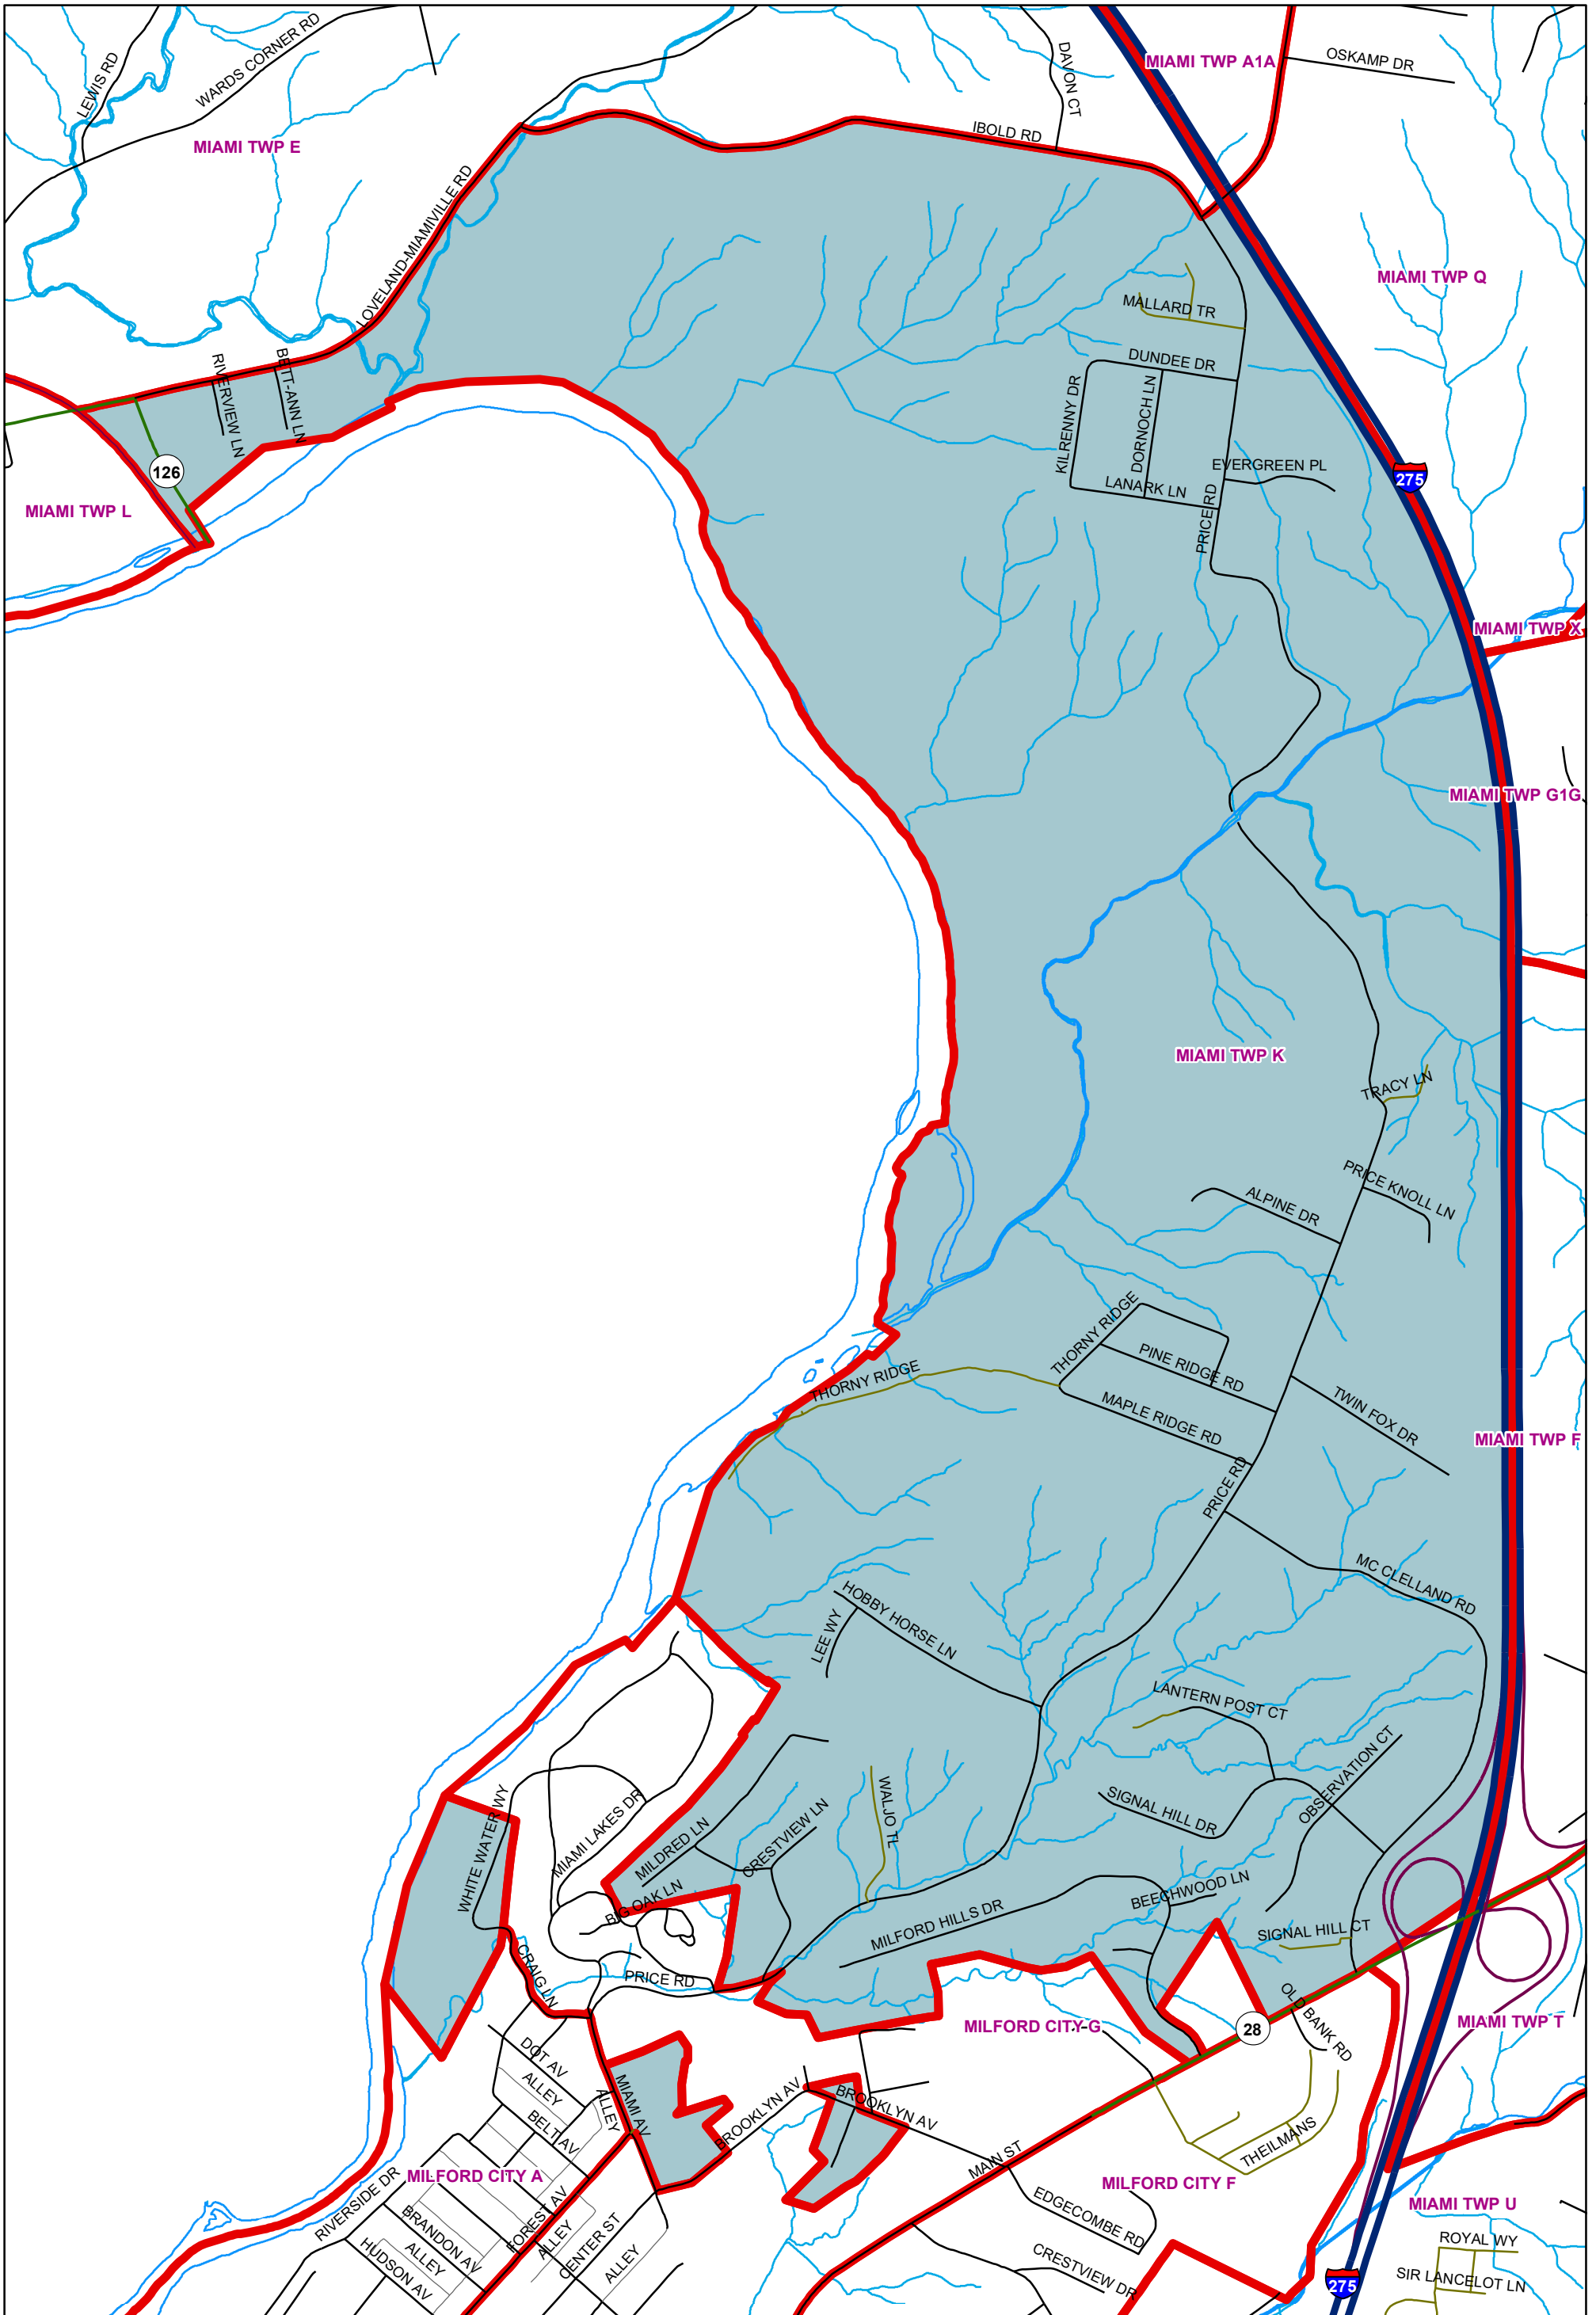 LEWIS RD
WARDS CORNER RD
DAVON CT
MIAMI TWP A1A
OSKAMP DR
MIAMI TWP E
IBOLD RD
LOVELAND-MIAMIVILLE RD
MIAMI TWP Q
MALLARD TR
DUNDEE DR
RIVERVIEW LN
BETT-ANN LN
KILRENNY DR
DORNOCH LN
EVERGREEN PL
126
275
LANARK LN
MIAMI TWP L
PRICE RD
MIAMI TWP X
MIAMI TWP G1G
MIAMI TWP K
TRACY LN
PRICE KNOLL LN
ALPINE DR
THORNY RIDGE
PINE RIDGE RD
THORNY RIDGE
MAPLE RIDGE RD
TWIN FOX DR
MIAMI TWP F
PRICE RD
MC CLELLAND RD
HOBBY HORSE LN
LEE WY
LANTERN POST CT
OBSERVATION CT
WALJO TL
SIGNAL HILL DR
WHITE WATER WY
MIAMI LAKES DR
MILDRED LN
CRESTVIEW LN
BIG OAK LN
BEECHWOOD LN
MILFORD HILLS DR
SIGNAL HILL CT
CRAIG LN
PRICE RD
OLD BANK RD
MILFORD CITY G
28
MIAMI TWP T
DOT AV
ALLEY
BELT AV
ALLEY
MIAMI AV
BROOKLYN AV
BROOKLYN AV
THEILMANS
MAIN ST
MILFORD CITY A
MILFORD CITY F
RIVERSIDE DR
BRANDON AV
FOREST AV
EDGECOMBE RD
MIAMI TWP U
ALLEY
HUDSON AV
ALLEY
CENTER ST
ALLEY
CRESTVIEW DR
ROYAL WY
SIR LANCELOT LN
275